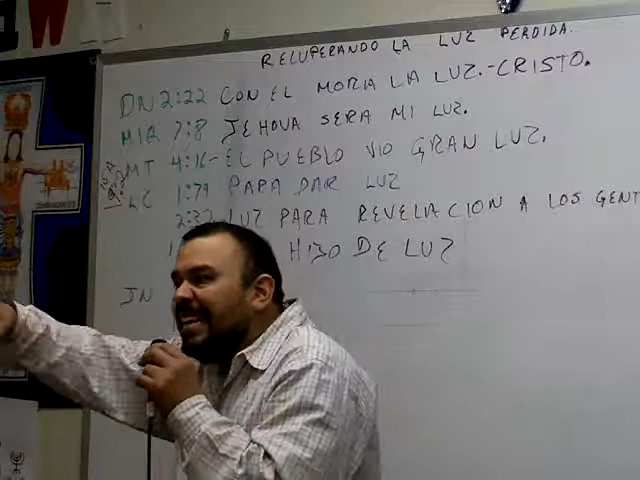 RECUPERANDO LA LUZ PERDIDA.
DN 2:22 CON EL MORA LA LUZ.-CRISTO.
MIQ 7:8 JEHOVA SERA MI LUZ.
MT 4:16- EL PUEBLO VIO GRAN LUZ.
LC 1:79 PARA DAR LUZ
2:32 LUZ PARA REVELACION A LOS GENT
HIJO DE LUZ
JN